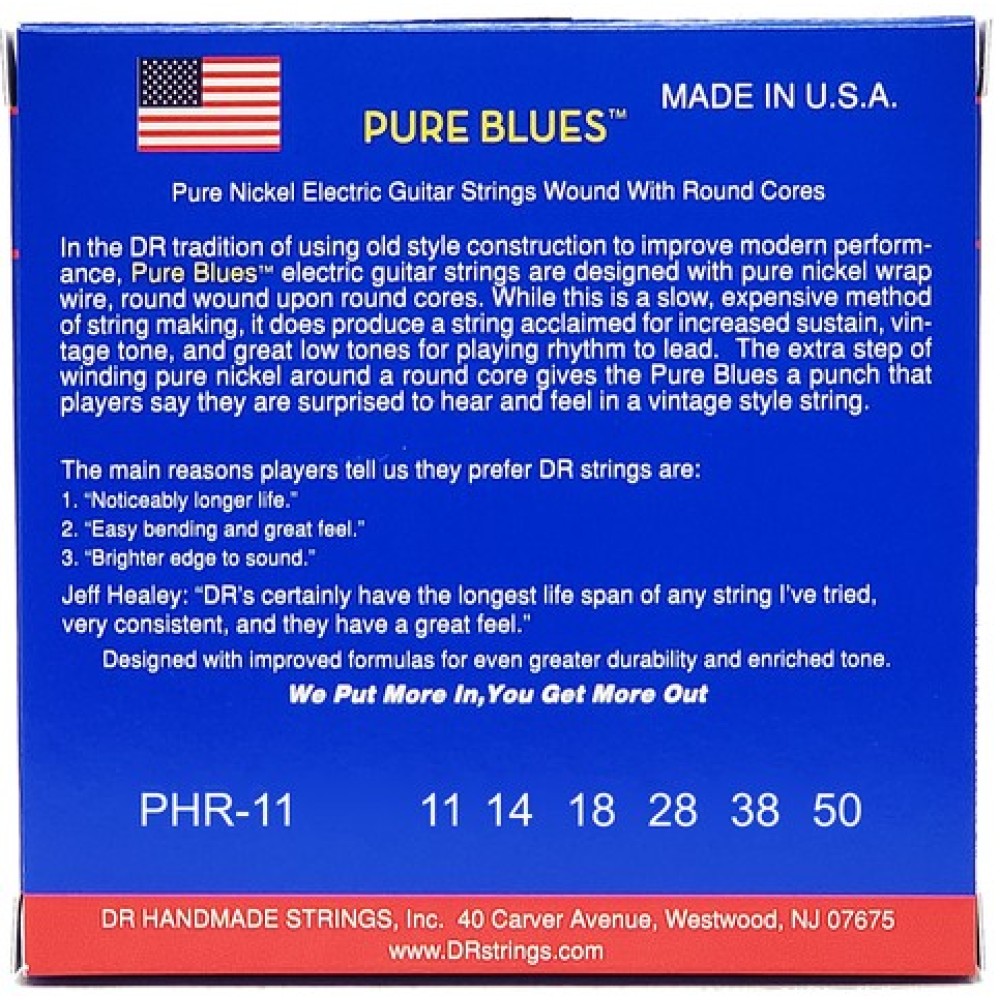 MADE IN U.S.A.
PURE BLUES™
Pure Nickel Electric Guitar Strings Wound With Round Cores
In the DR tradition of using old style construction to improve modern perform-
ance, Pure Blues™ electric guitar strings are designed with pure nickel wrap
wire, round wound upon round cores. While this is a slow, expensive method
of string making, it does produce a string acclaimed for increased sustain, vin-
tage tone, and great low tones for playing rhythm to lead. The extra step of
winding pure nickel around a round core gives the Pure Blues a punch that
players say they are surprised to hear and feel in a vintage style string.
The main reasons players tell us they prefer DR strings are:
1. "Noticeably longer life."
2. "Easy bending and great feel."
3. "Brighter edge to sound."
Jeff Healey: "DR's certainly have the longest life span of any string I've tried,
very consistent, and they have a great feel."
Designed with improved formulas for even greater durability and enriched tone.
We Put More In,You Get More Out
PHR-11 11 14 18 28 38 50
DR HANDMADE STRINGS, Inc. 40 Carver Avenue, Westwood, NJ 07675
www.DRstrings.com